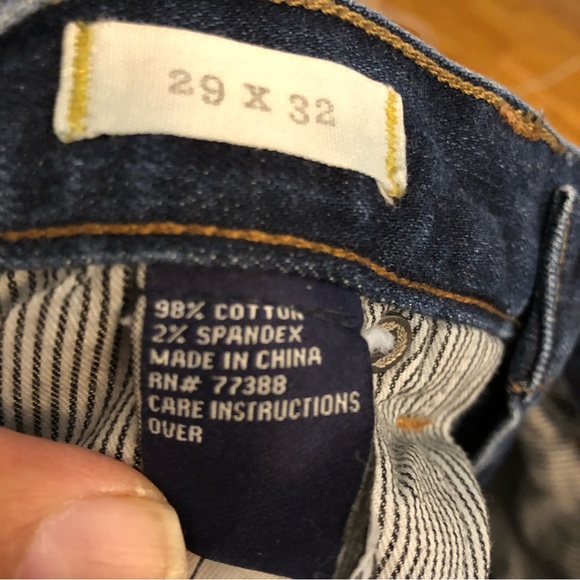 29 X 32
98% COTTON
2% SPANDEX
MADE IN CHINA
RN# 77388
CARE INSTRUCTIONS
OVER